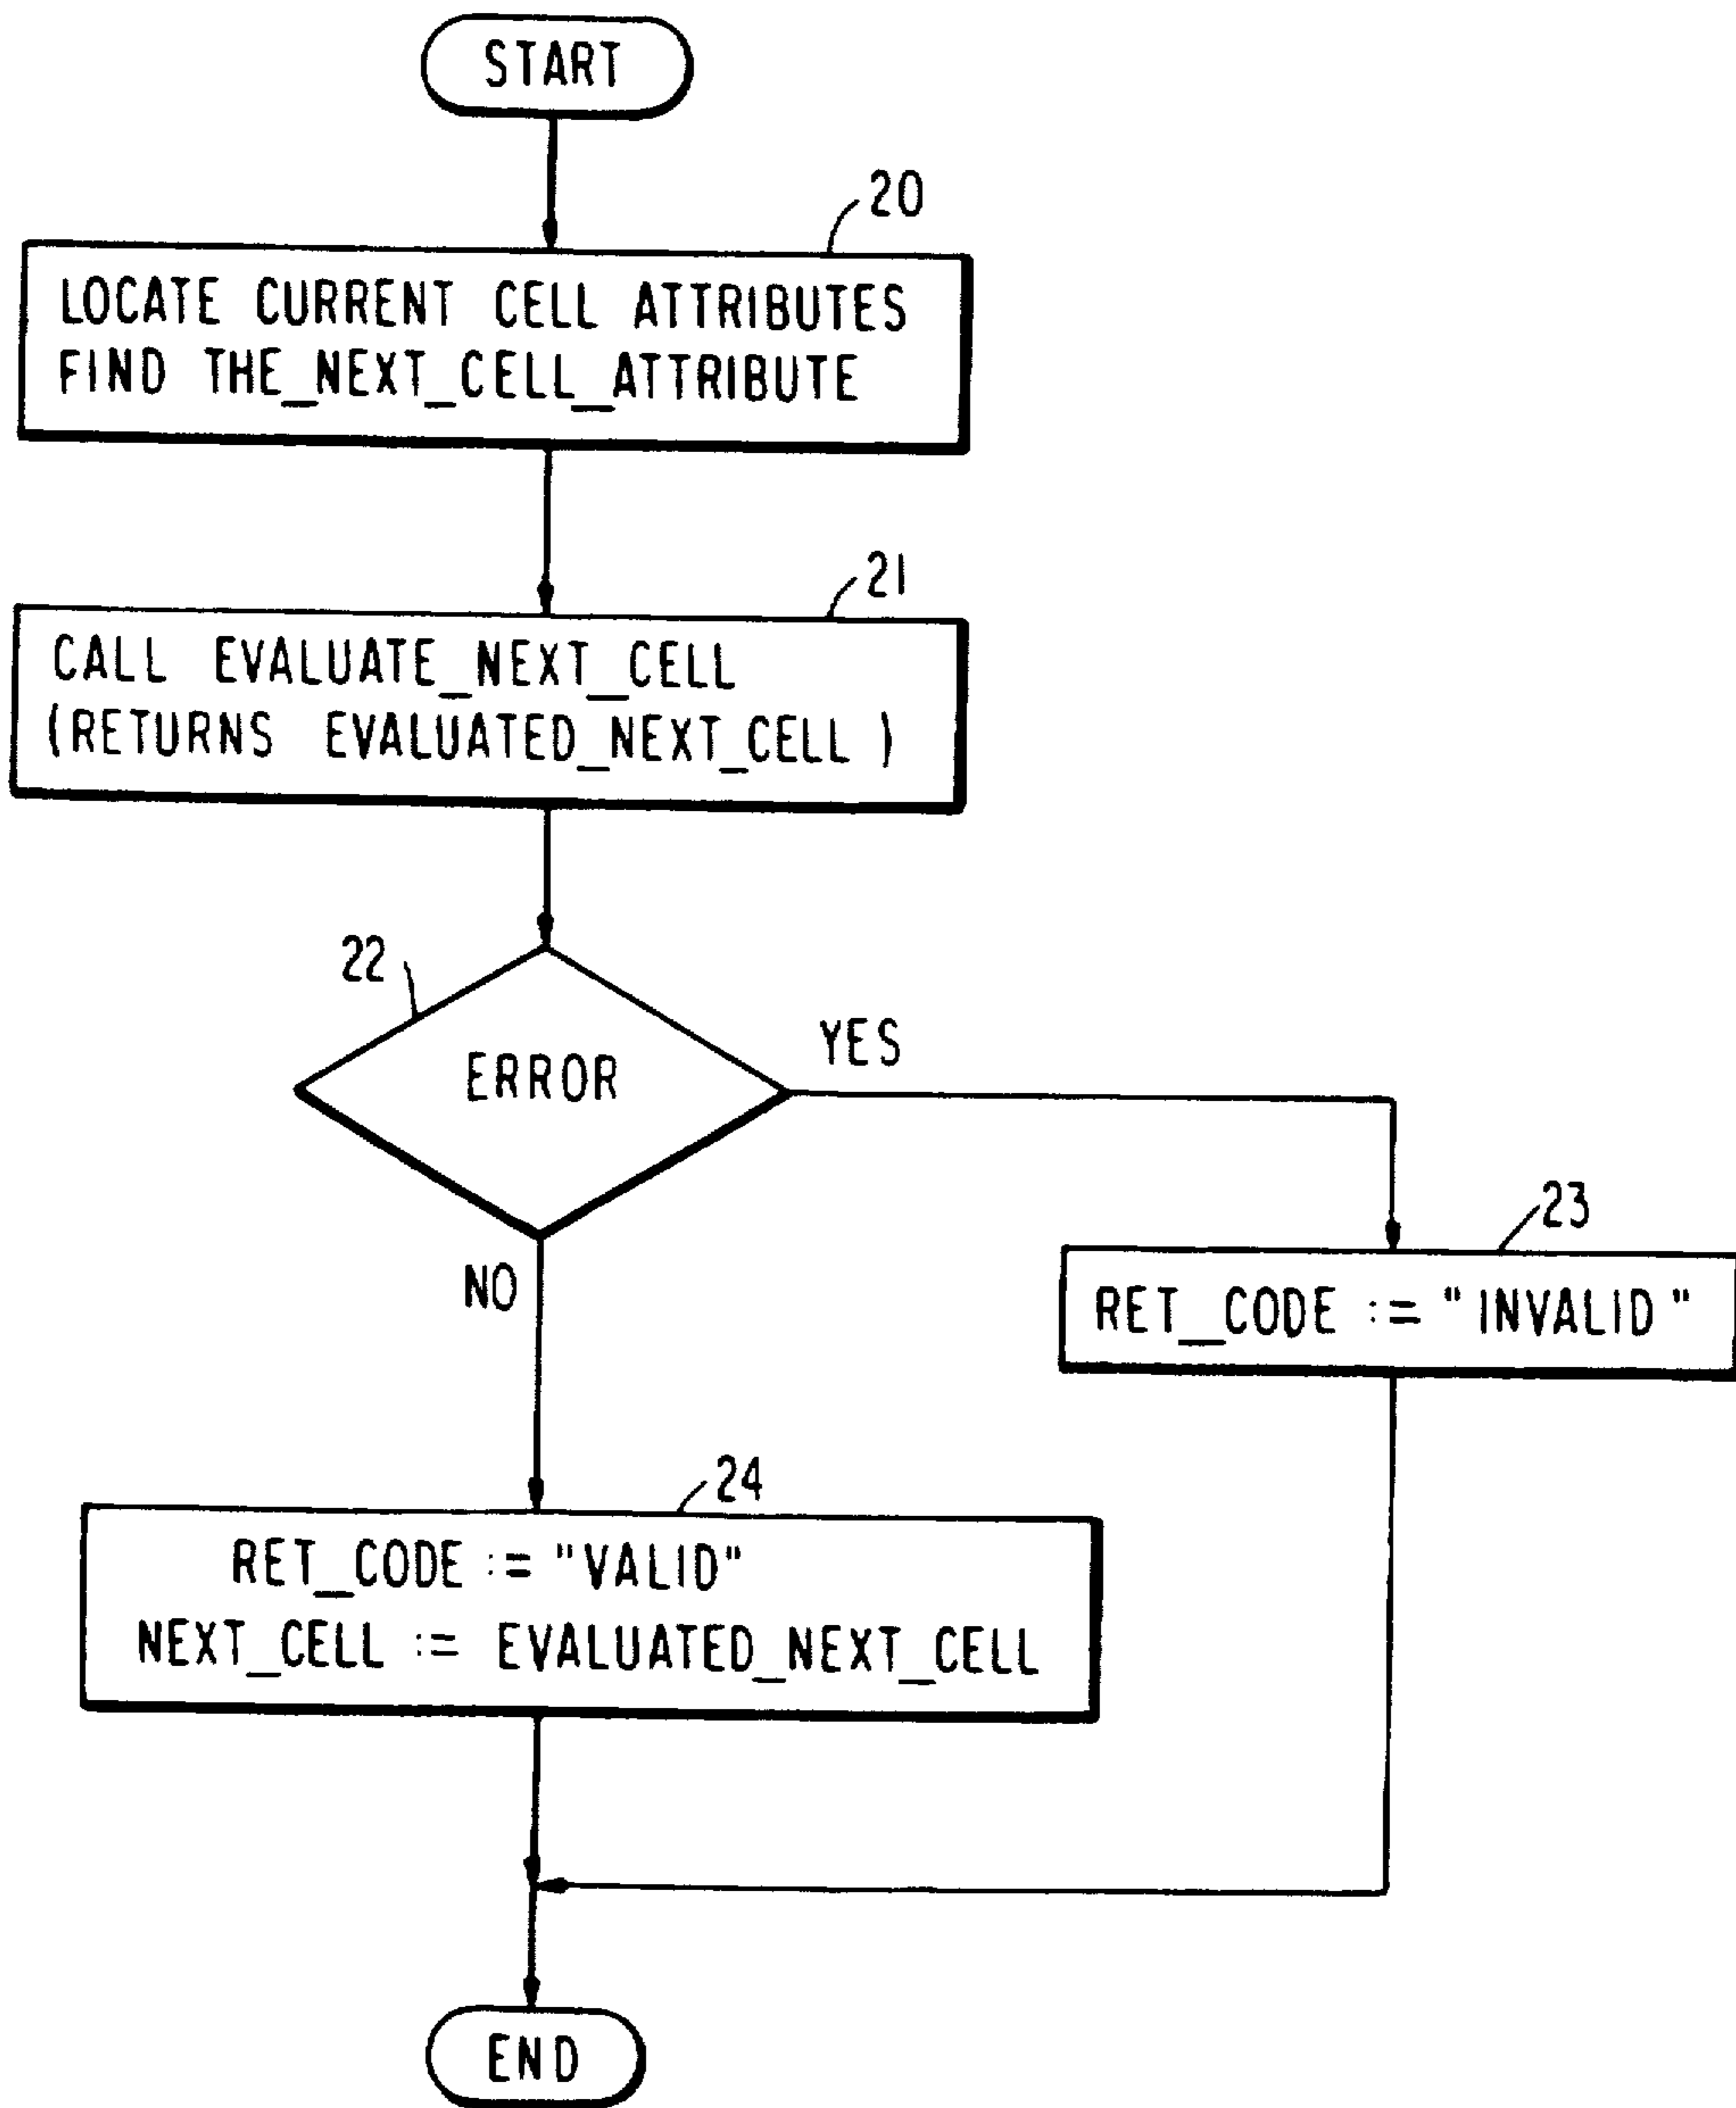 START
20
LOCATE CURRENT CELL ATTRIBUTES
FIND THE_NEXT_CELL_ATTRIBUTE
21
CALL EVALUATE_NEXT_CELL
(RETURNS EVALUATED_NEXT_CELL )
22
ERROR
YES
NO
23
RET_CODE := "INVALID"
24
RET_CODE := "VALID"
NEXT_CELL := EVALUATED_NEXT_CELL
END